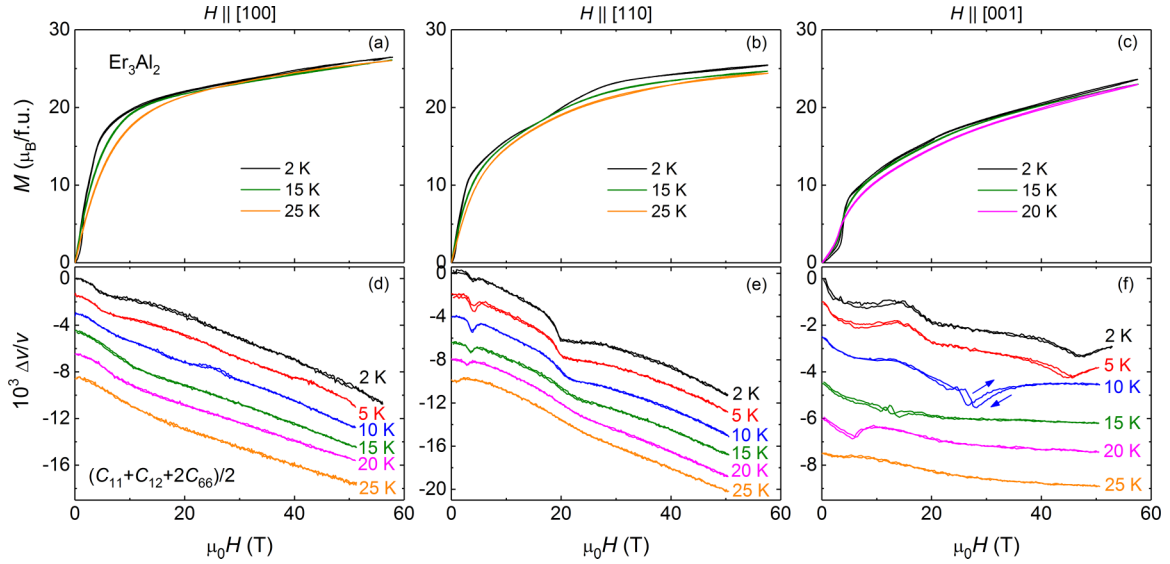 H || [100]
H || [110]
H || [001]
M (μB/f.u.)
30
20
10
0
(a)
Er3Al2
2 K
15 K
25 K
30
20
10
0
(b)
2 K
15 K
25 K
30
20
10
0
(c)
2 K
15 K
20 K
10³ Δv/v
0
-4
-8
-12
-16
(d)
2 K
5 K
10 K
15 K
20 K
25 K
(C11+C12+2C66)/2
0 20 40 60
μ0H (T)
0
-4
-8
-12
-16
-20
(e)
2 K
5 K
10 K
15 K
20 K
25 K
0 20 40 60
μ0H (T)
0
-2
-4
-6
-8
(f)
2 K
5 K
10 K
15 K
20 K
25 K
0 20 40 60
μ0H (T)